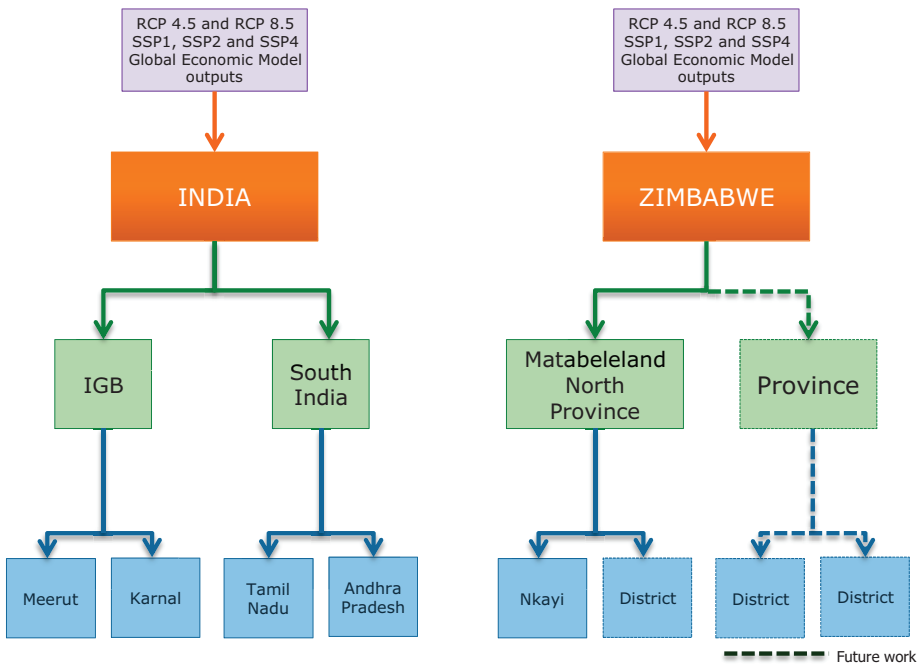 RCP 4.5 and RCP 8.5
SSP1, SSP2 and SSP4
Global Economic Model
outputs
RCP 4.5 and RCP 8.5
SSP1, SSP2 and SSP4
Global Economic Model
outputs
INDIA
ZIMBABWE
IGB
South
India
Matabeleland
North
Province
Province
Meerut
Karnal
Tamil
Nadu
Andhra
Pradesh
Nkayi
District
District
District
Future work